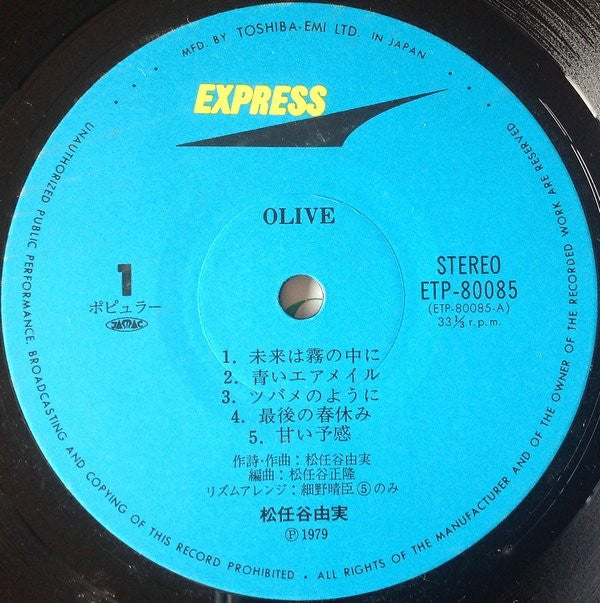 MFD. BY TOSHIBA-EMI LTD. IN JAPAN
EXPRESS
OLIVE
1
ポピュラー
JASRAC
STEREO
ETP-80085
(ETP-80085-A)
33⅓ r.p.m.
1. 未来は霧の中に
2. 青いエアメイル
3. ツバメのように
4. 最後の春休み
5. 甘い予感
作詩・作曲：松任谷由実
編曲：松任谷正隆
リズムアレンジ：細野晴臣⑤のみ
松任谷由実
Ⓟ1979
UNAUTHORIZED PUBLIC PERFORMANCE, BROADCASTING AND COPYING OF THIS RECORD PROHIBITED • ALL RIGHTS OF THE MANUFACTURER AND OF THE OWNER OF THE RECORDED WORK ARE RESERVED